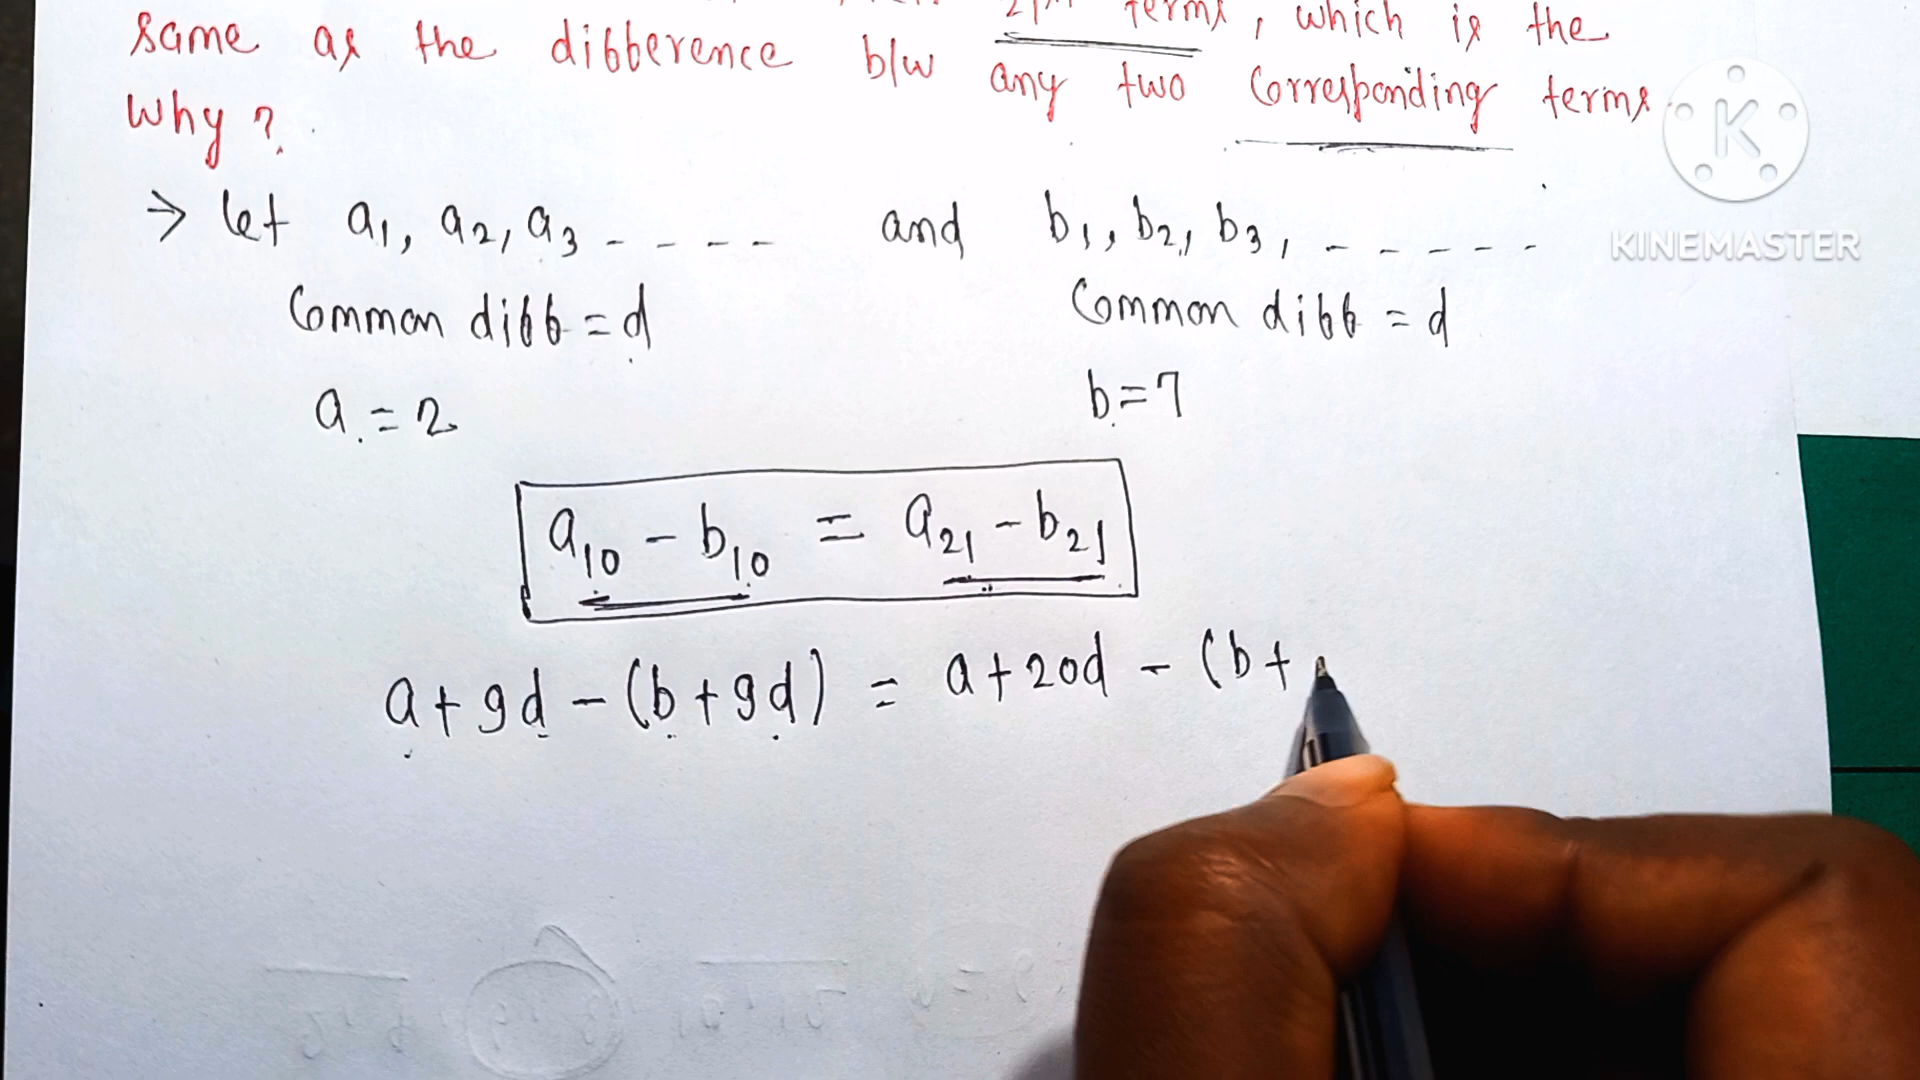 21st terms, which is the
same as the difference b/w any two corresponding terms
Why?
→ let a₁, a₂, a₃ - - - - and b₁, b₂, b₃, - - - - -
Common diff = d Common diff = d
a = 2 b = 7
a₁₀ - b₁₀ = a₂₁ - b₂₁
a + 9d - (b + 9d) = a + 20d - (b +
K
KINEMASTER